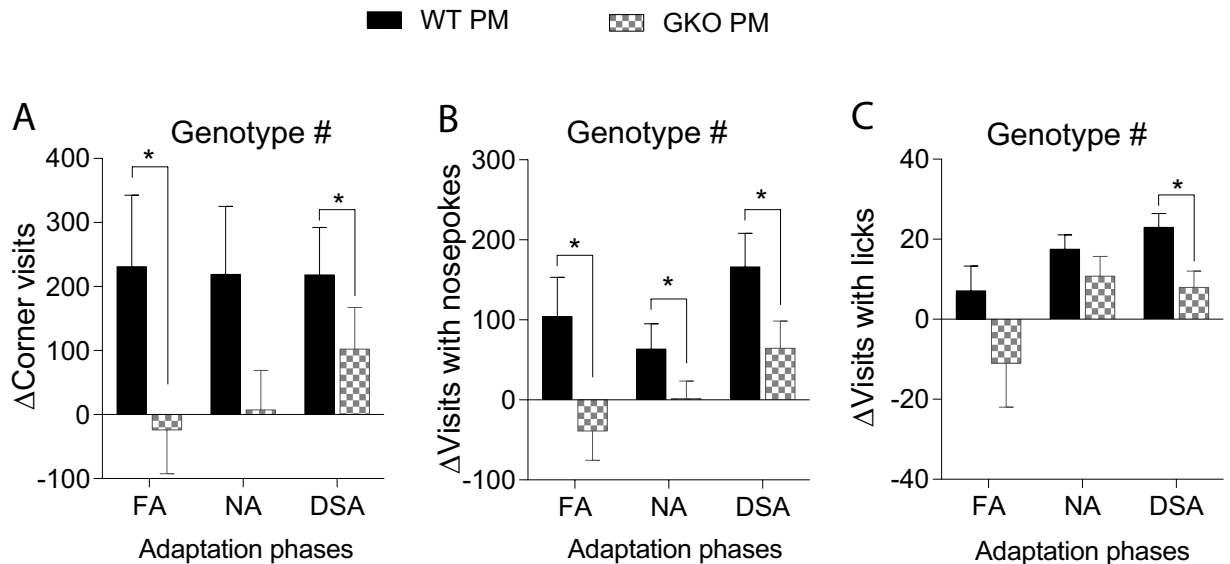 WT PM
GKO PM
A
Genotype #
ΔCorner visits
400
300
200
100
0
-100
*
*
FA
NA
DSA
Adaptation phases
B
Genotype #
ΔVisits with nosepokes
300
200
100
0
-100
*
*
*
FA
NA
DSA
Adaptation phases
C
Genotype #
ΔVisits with licks
40
20
0
-20
-40
*
FA
NA
DSA
Adaptation phases